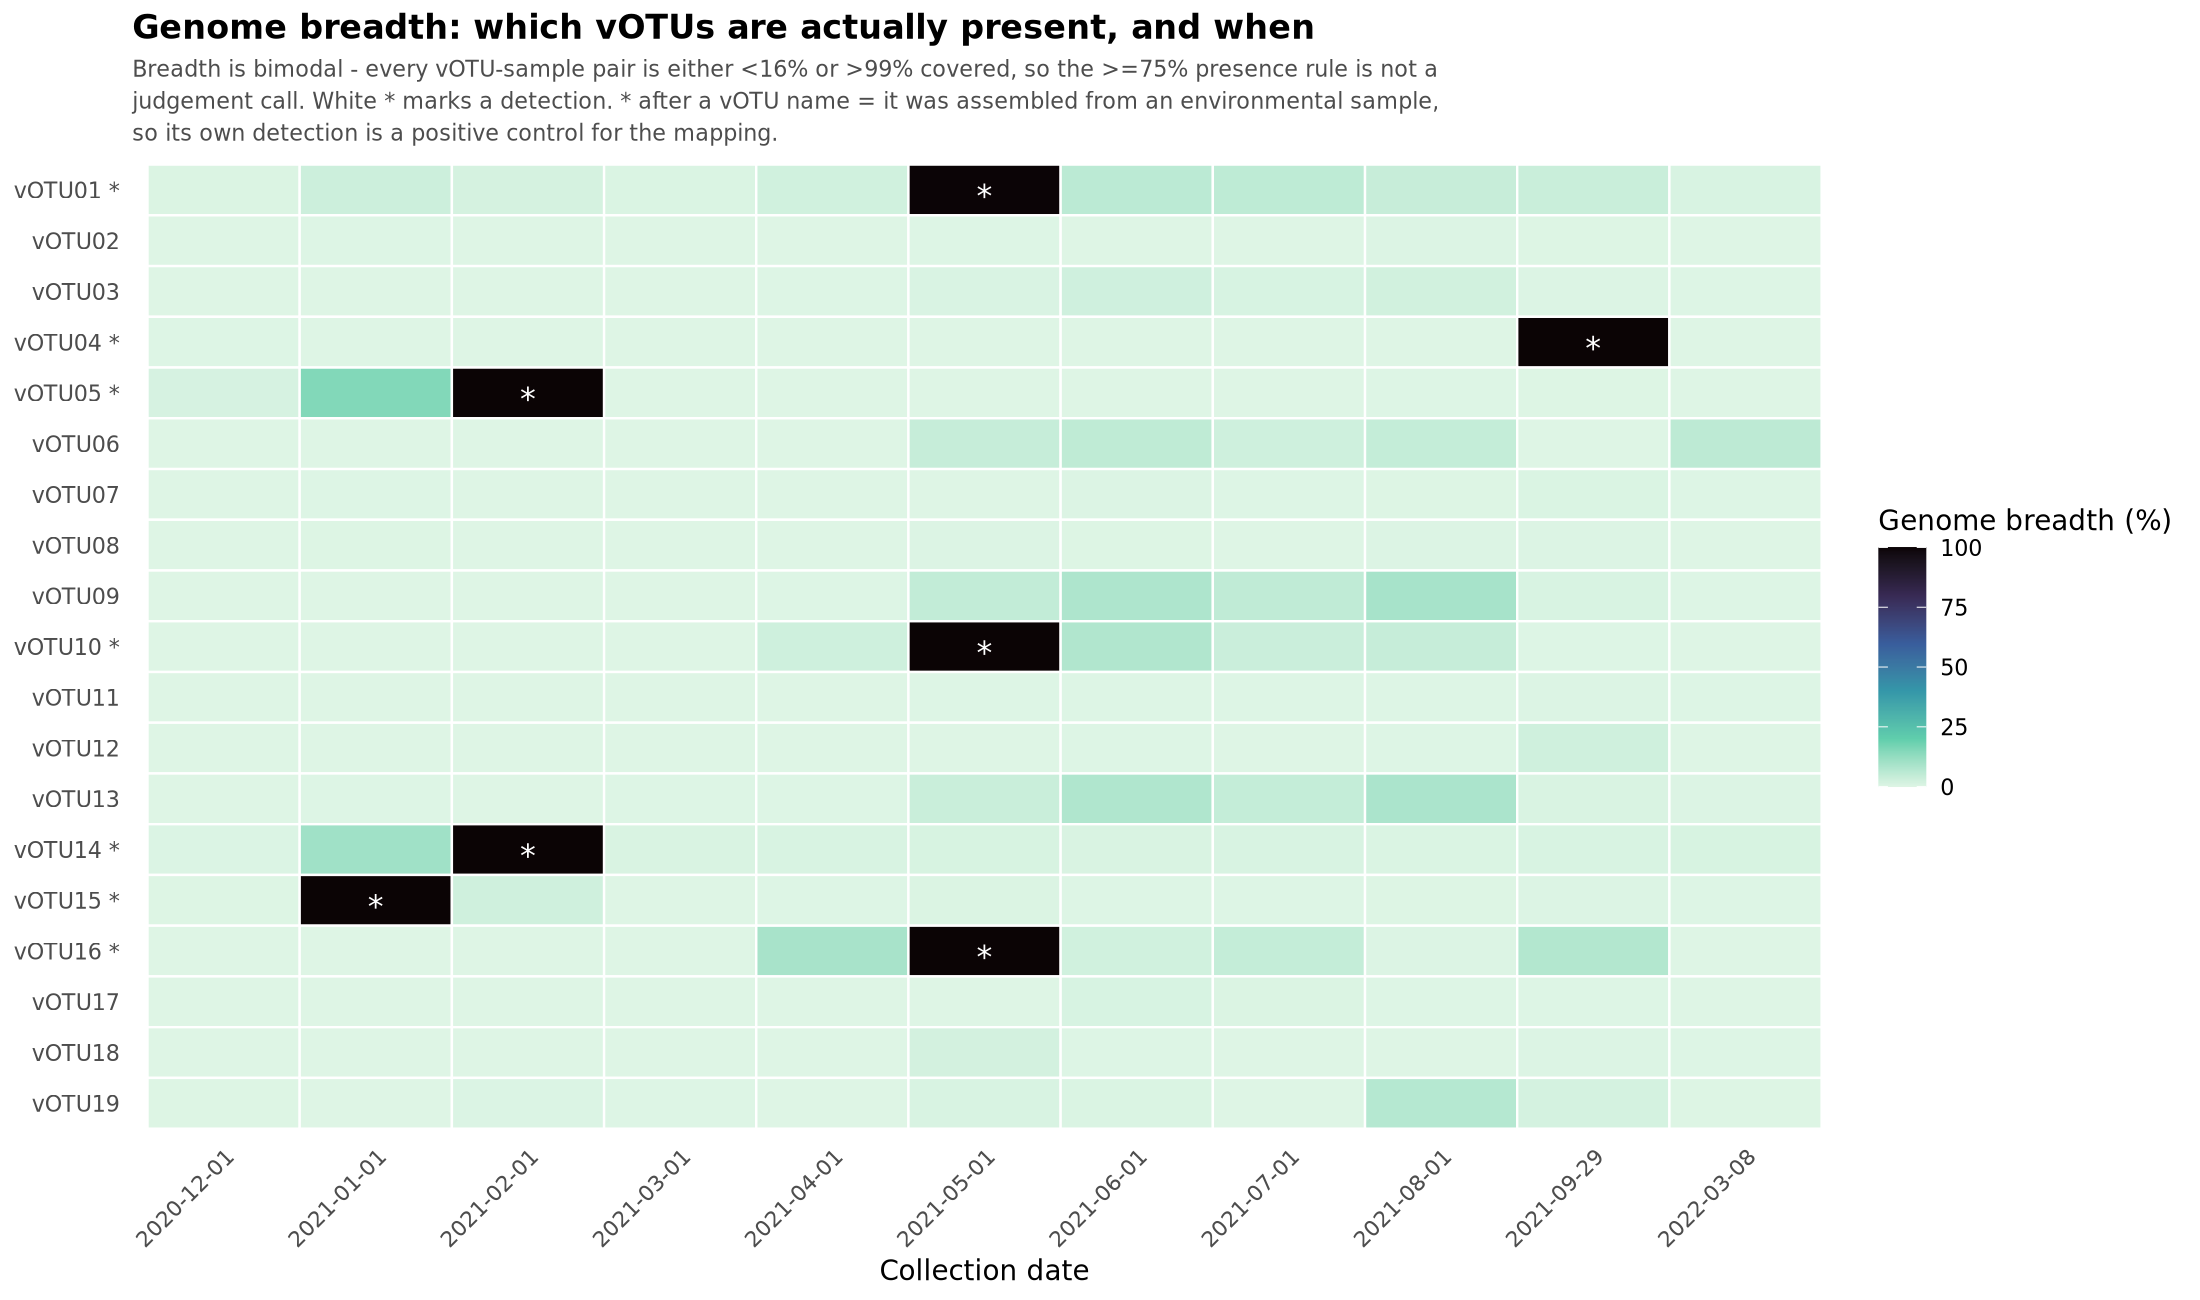 Genome breadth: which vOTUs are actually present, and when
Breadth is bimodal - every vOTU-sample pair is either <16% or >99% covered, so the >=75% presence rule is not a
judgement call. White * marks a detection. * after a vOTU name = it was assembled from an environmental sample,
so its own detection is a positive control for the mapping.
vOTU01 *
*
vOTU02
vOTU03
vOTU04 *
*
vOTU05 *
*
vOTU06
vOTU07
vOTU08
vOTU09
vOTU10 *
*
vOTU11
vOTU12
vOTU13
vOTU14 *
*
vOTU15 *
*
vOTU16 *
*
vOTU17
vOTU18
vOTU19
2020-12-01
2021-01-01
2021-02-01
2021-03-01
2021-04-01
2021-05-01
2021-06-01
2021-07-01
2021-08-01
2021-09-29
2022-03-08
Collection date
Genome breadth (%)
100
75
50
25
0